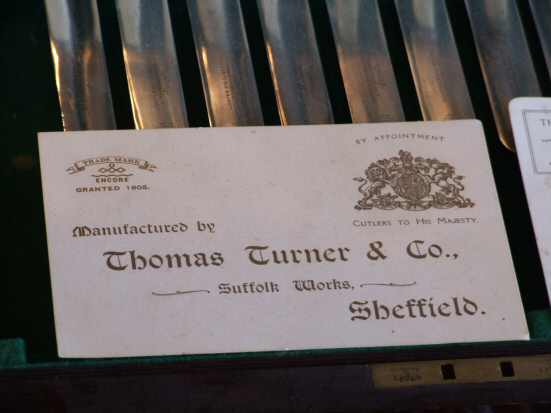 TRADE MARK
ENCORE
GRANTED 1805.
BY APPOINTMENT
CUTLERS TO HIS MAJESTY.
Manufactured by
Thomas Turner & Co.,
Suffolk Works,
Sheffield.